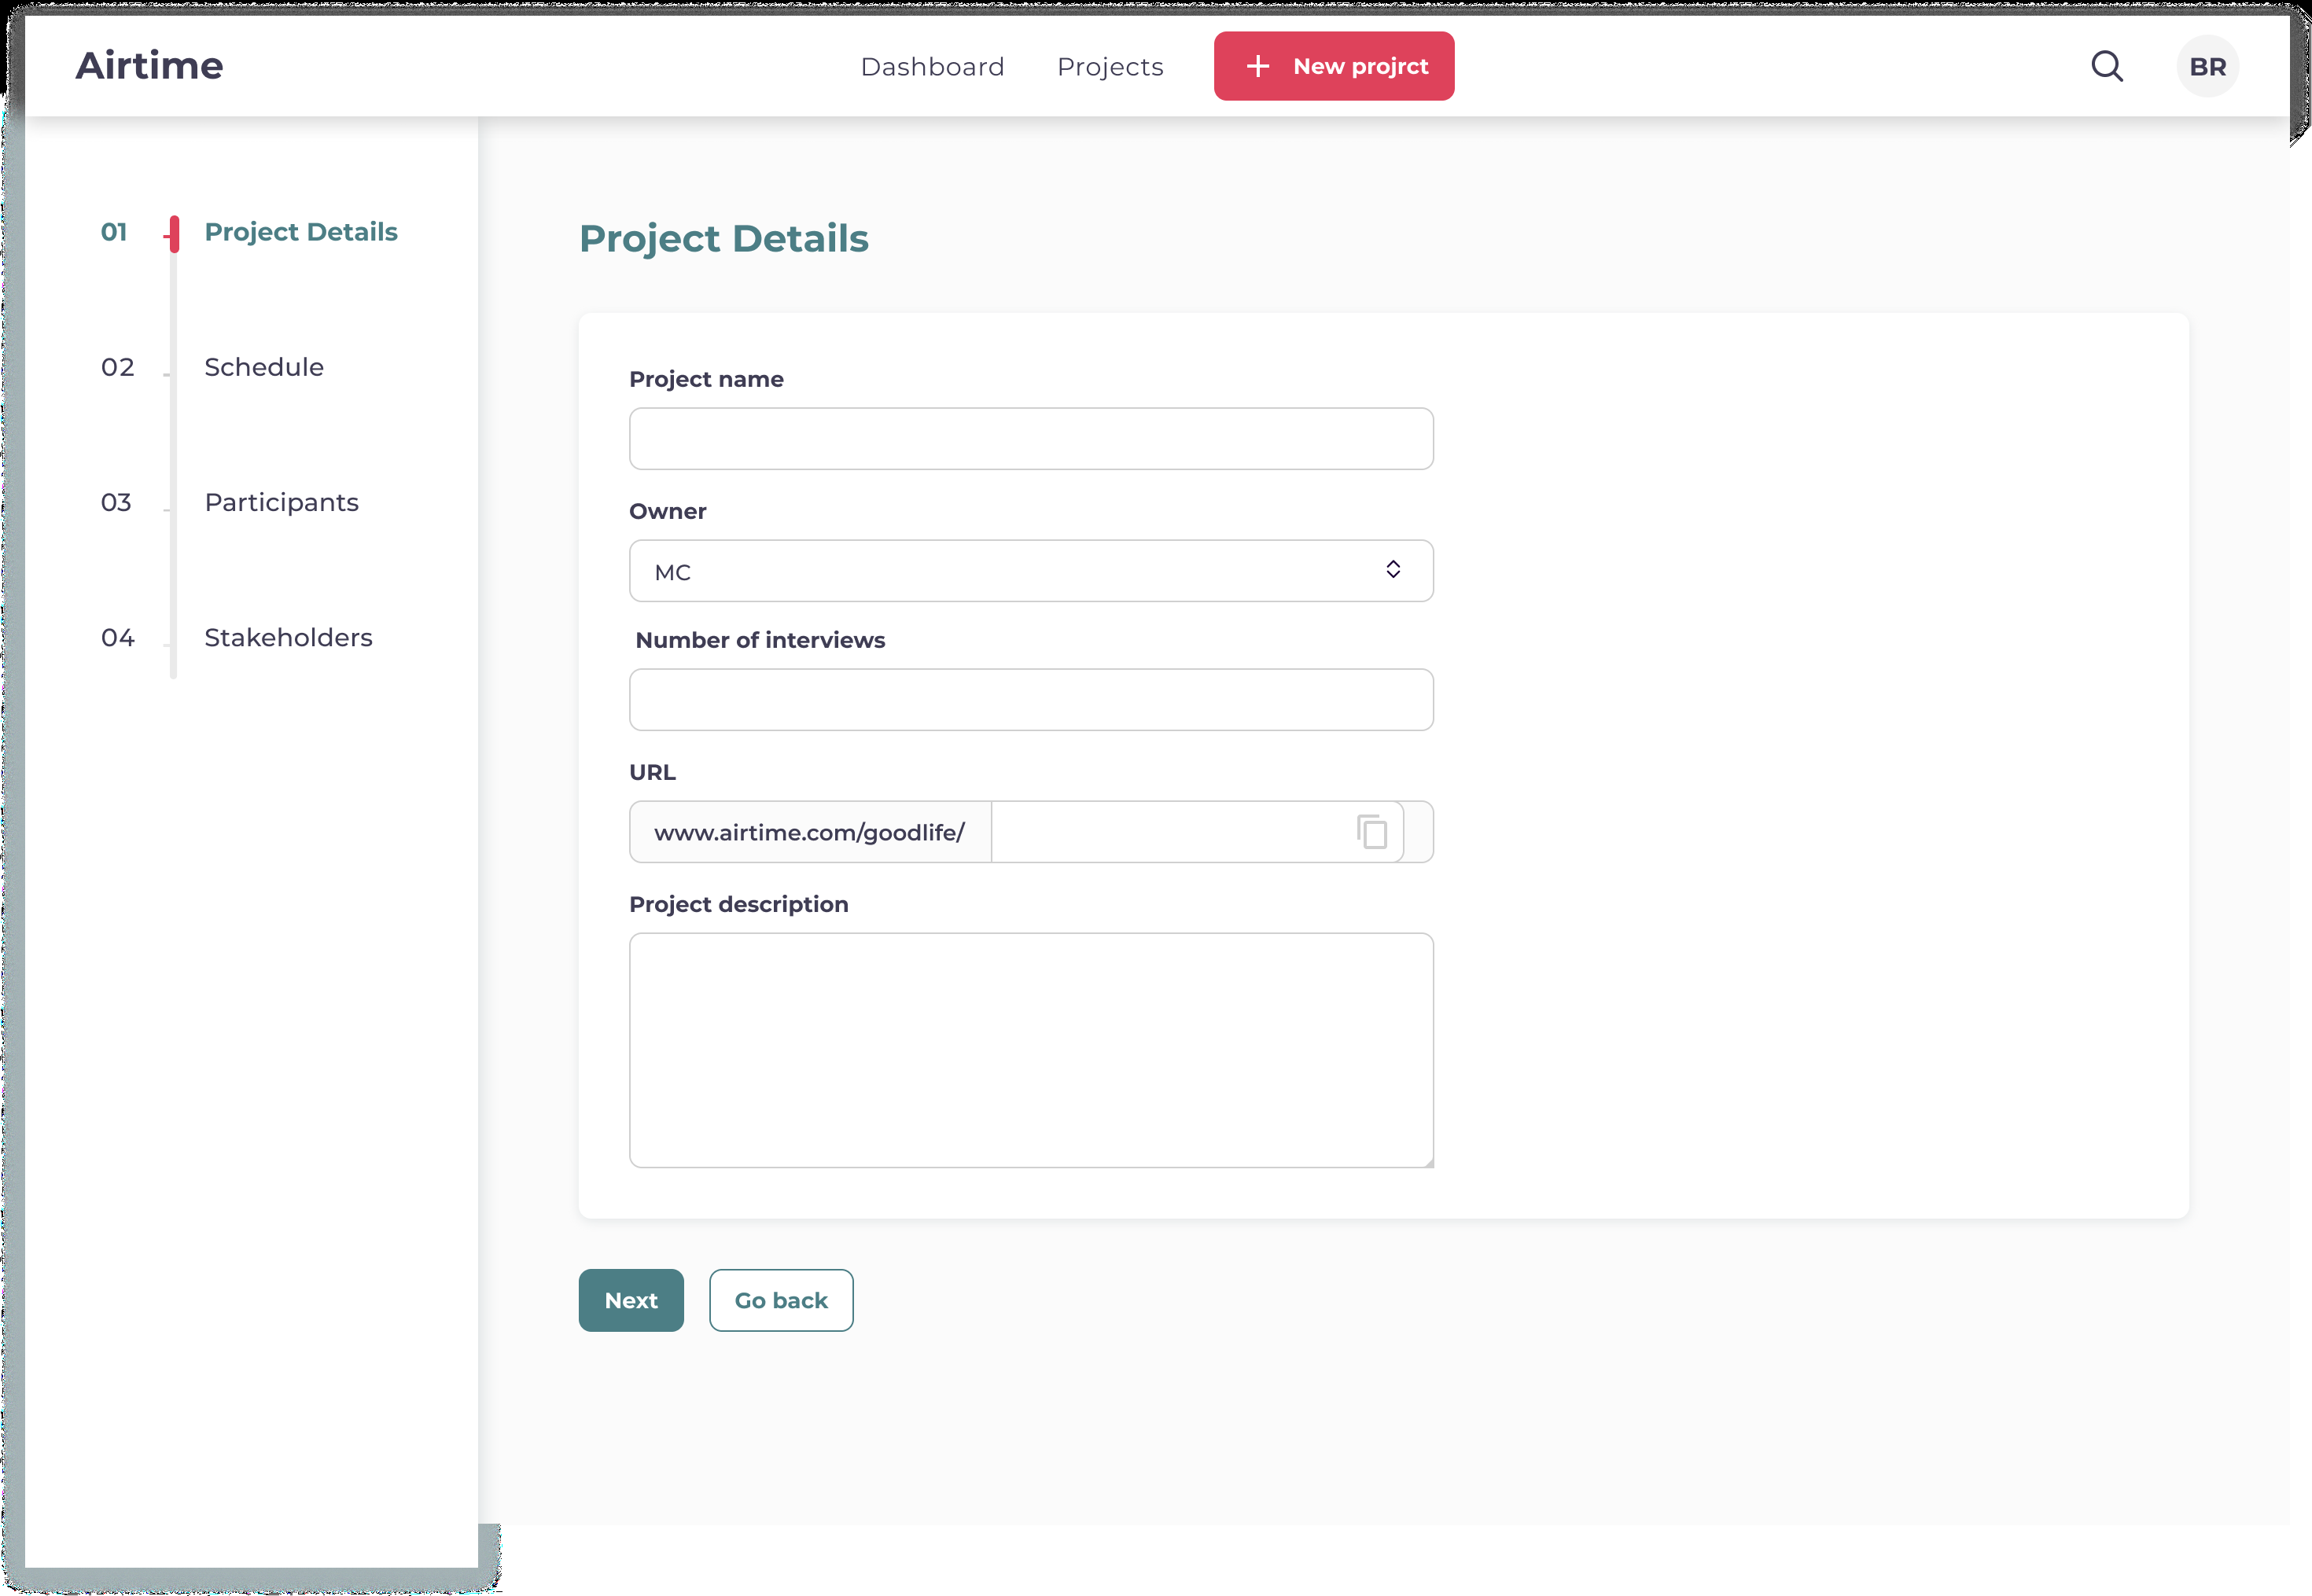 Airtime
Dashboard
Projects
New projrct
BR
01 Project Details
02 Schedule
03 Participants
04 Stakeholders
Project Details
Project name
Owner
MC
Number of interviews
URL
www.airtime.com/goodlife/
Project description
Next
Go back